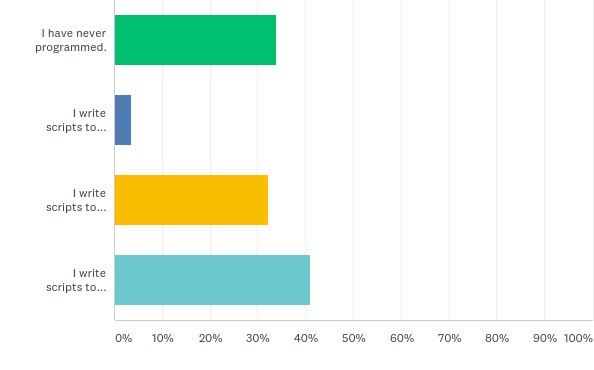 I have never
programmed.
I write
scripts to...
I write
scripts to...
I write
scripts to...
0% 10% 20% 30% 40% 50% 60% 70% 80% 90% 100%